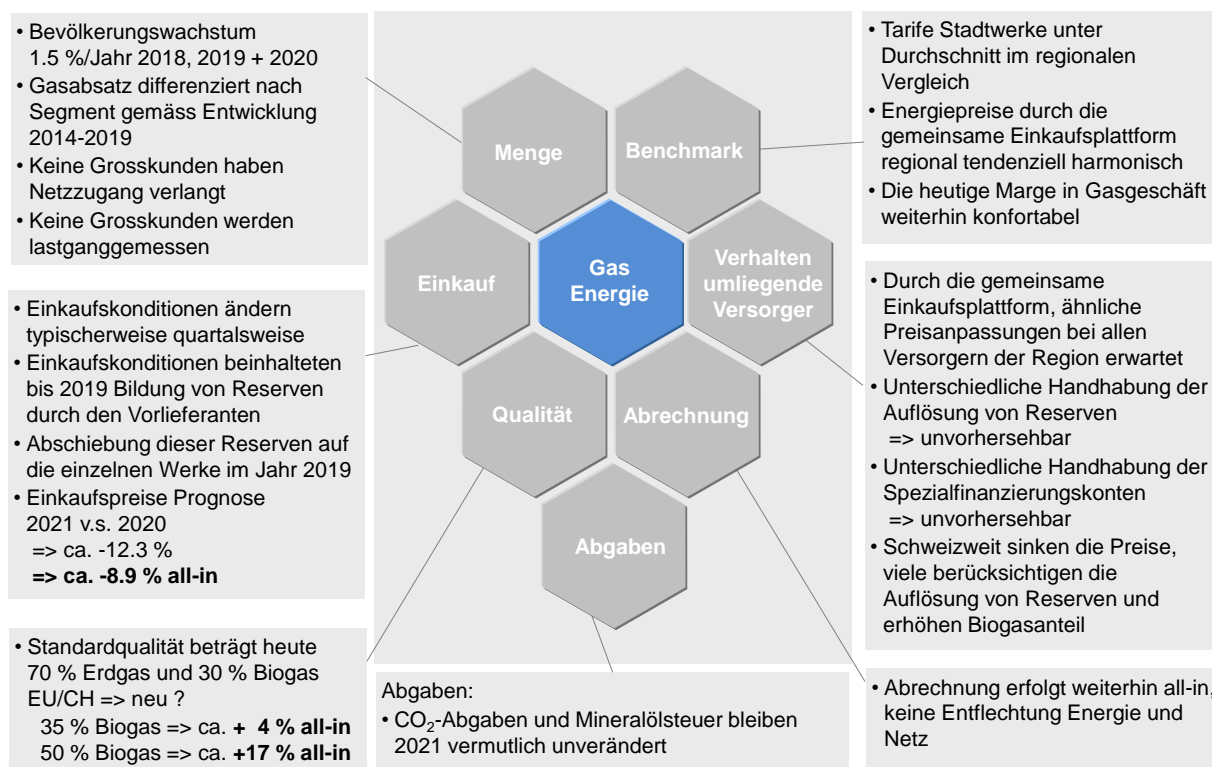 • Bevölkerungswachstum
1.5 %/Jahr 2018, 2019 + 2020
• Gasabsatz differenziert nach
Segment gemäss Entwicklung
2014-2019
• Keine Grosskunden haben
Netzzugang verlangt
• Keine Grosskunden werden
lastganggemessen
• Einkaufskonditionen ändern
typischerweise quartalsweise
• Einkaufskonditionen beinhalteten
bis 2019 Bildung von Reserven
durch den Vorlieferanten
• Abschiebung dieser Reserven auf
die einzelnen Werke im Jahr 2019
• Einkaufspreise Prognose
2021 v.s. 2020
=> ca. -12.3 %
=> ca. -8.9 % all-in
• Standardqualität beträgt heute
70 % Erdgas und 30 % Biogas
EU/CH => neu ?
35 % Biogas => ca. + 4 % all-in
50 % Biogas => ca. +17 % all-in
Menge
Benchmark
Einkauf
Gas
Energie
Verhalten
umliegende
Versorger
Qualität
Abrechnung
Abgaben
Abgaben:
• CO2-Abgaben und Mineralölsteuer bleiben
2021 vermutlich unverändert
• Tarife Stadtwerke unter
Durchschnitt im regionalen
Vergleich
• Energiepreise durch die
gemeinsame Einkaufsplattform
regional tendenziell harmonisch
• Die heutige Marge in Gasgeschäft
weiterhin konfortabel
• Durch die gemeinsame
Einkaufsplattform, ähnliche
Preisanpassungen bei allen
Versorgern der Region erwartet
• Unterschiedliche Handhabung der
Auflösung von Reserven
=> unvorhersehbar
• Unterschiedliche Handhabung der
Spezialfinanzierungskonten
=> unvorhersehbar
• Schweizweit sinken die Preise,
viele berücksichtigen die
Auflösung von Reserven und
erhöhen Biogasanteil
• Abrechnung erfolgt weiterhin all-in,
keine Entflechtung Energie und
Netz